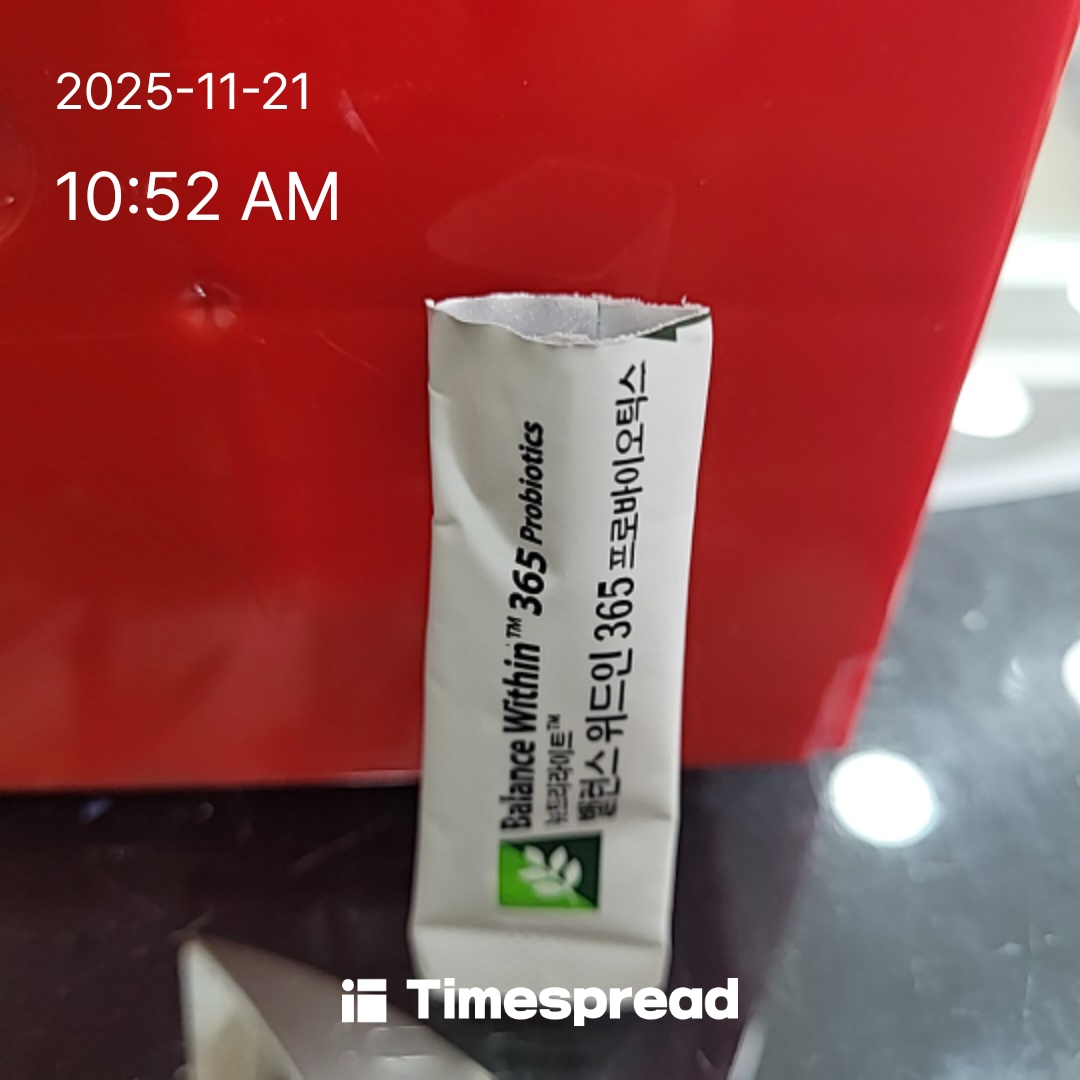 2025-11-21
10:52 AM
Balance Within™ 365 Probiotics
뉴트리라이트™
밸런스 위드인 365 프로바이오틱스
Timespread